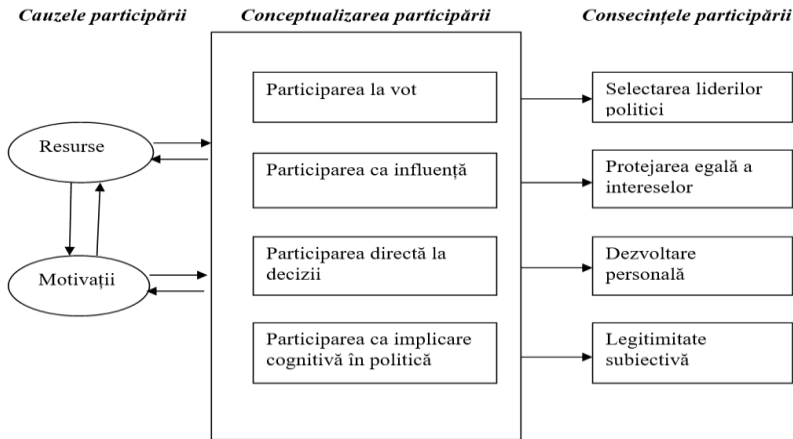 Cauzele participării
Conceptualizarea participării
Consecințele participării
Resurse
Motivații
Participarea la vot
Participarea ca influență
Participarea directă la
decizii
Participarea ca implicare
cognitivă în politică
Selectarea liderilor
politici
Protejarea egală a
intereselor
Dezvoltare
personală
Legitimitate
subiectivă